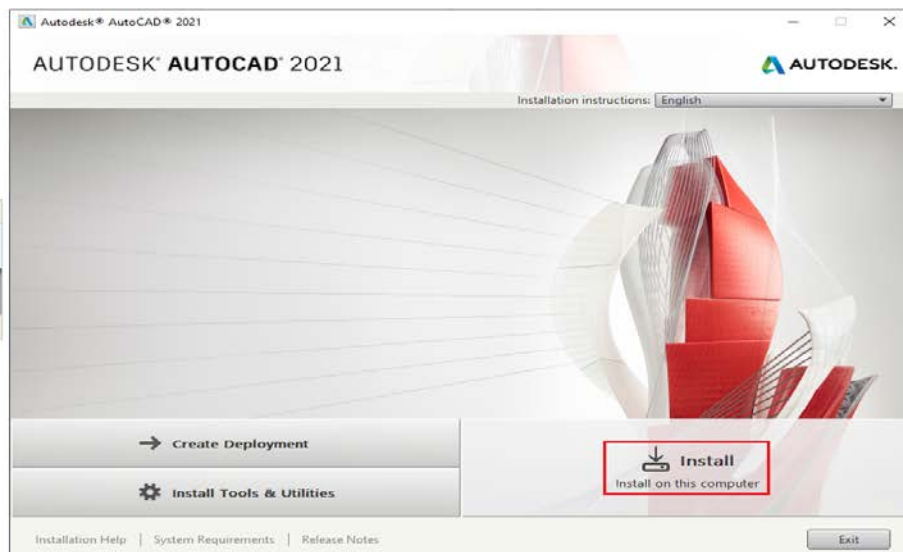 Autodesk® AutoCAD® 2021
AUTODESK® AUTOCAD® 2021
AUTODESK.
Installation instructions: English
Create Deployment
Install
Install on this computer
Install Tools & Utilities
Installation Help | System Requirements | Release Notes
Exit